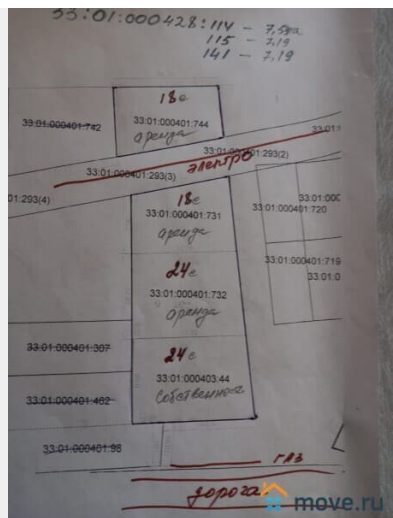 33:01:000428:114 - 7,5га
115 - 7,19
141 - 7,19
18с
33:01:000401:744
аренда
33:01:000401:742
33:01:
33:01:000401:293(2)
электро
33:01:000401:293(3)
01:293(4)
18с
33:01:000401:731
аренда
33:01:00
33:01:000401:720
24с
33:01:000401:732
аренда
33:01:000401:719
33:01:0
33:01:000401:307
24с
33:01:000403:44
собственность
33:01:000401:462
33:01:000401:98
газ
дорога
move.ru